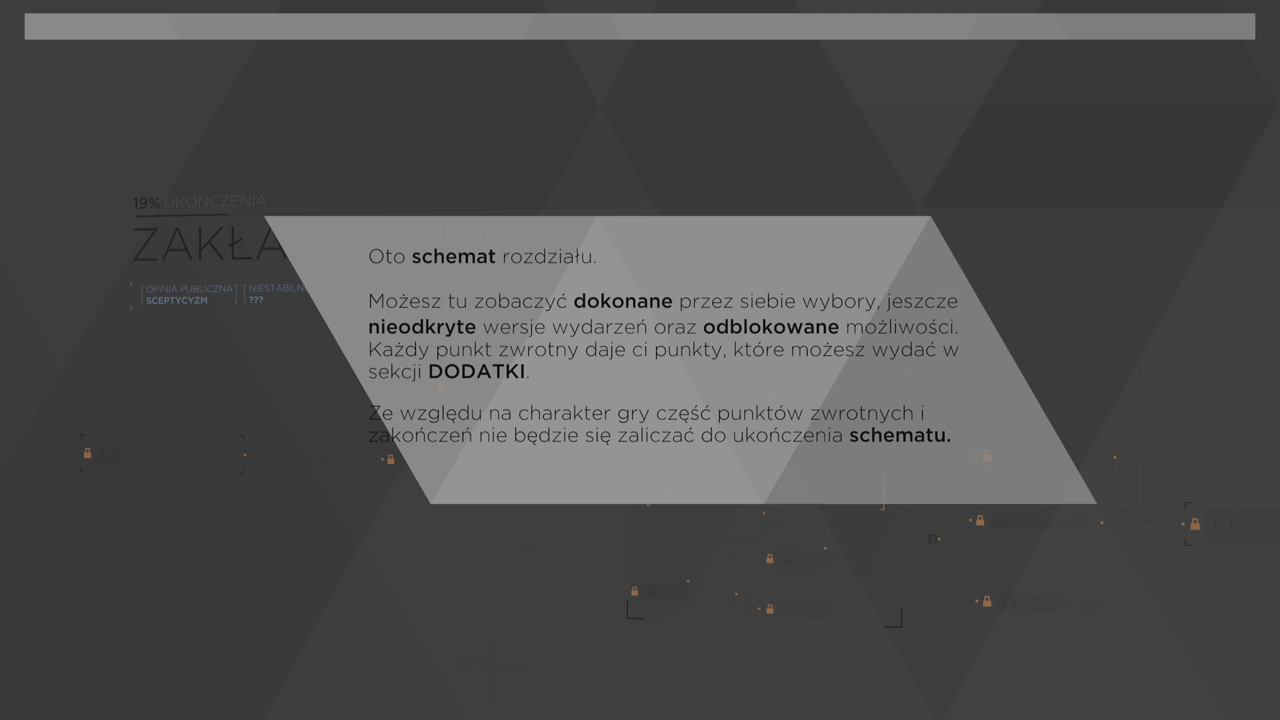 19% UKOŃCZENIA
ZAKŁA
OPINIA PUBLICZNA
SCEPTYCYZM
???
Oto schemat rozdziału.
Możesz tu zobaczyć dokonane przez siebie wybory, jeszcze
nieodkryte wersje wydarzeń oraz odblokowane możliwości.
Każdy punkt zwrotny daje ci punkty, które możesz wydać w
sekcji DODATKI.
Ze względu na charakter gry część punktów zwrotnych i
zakończeń nie będzie się zaliczać do ukończenia schematu.